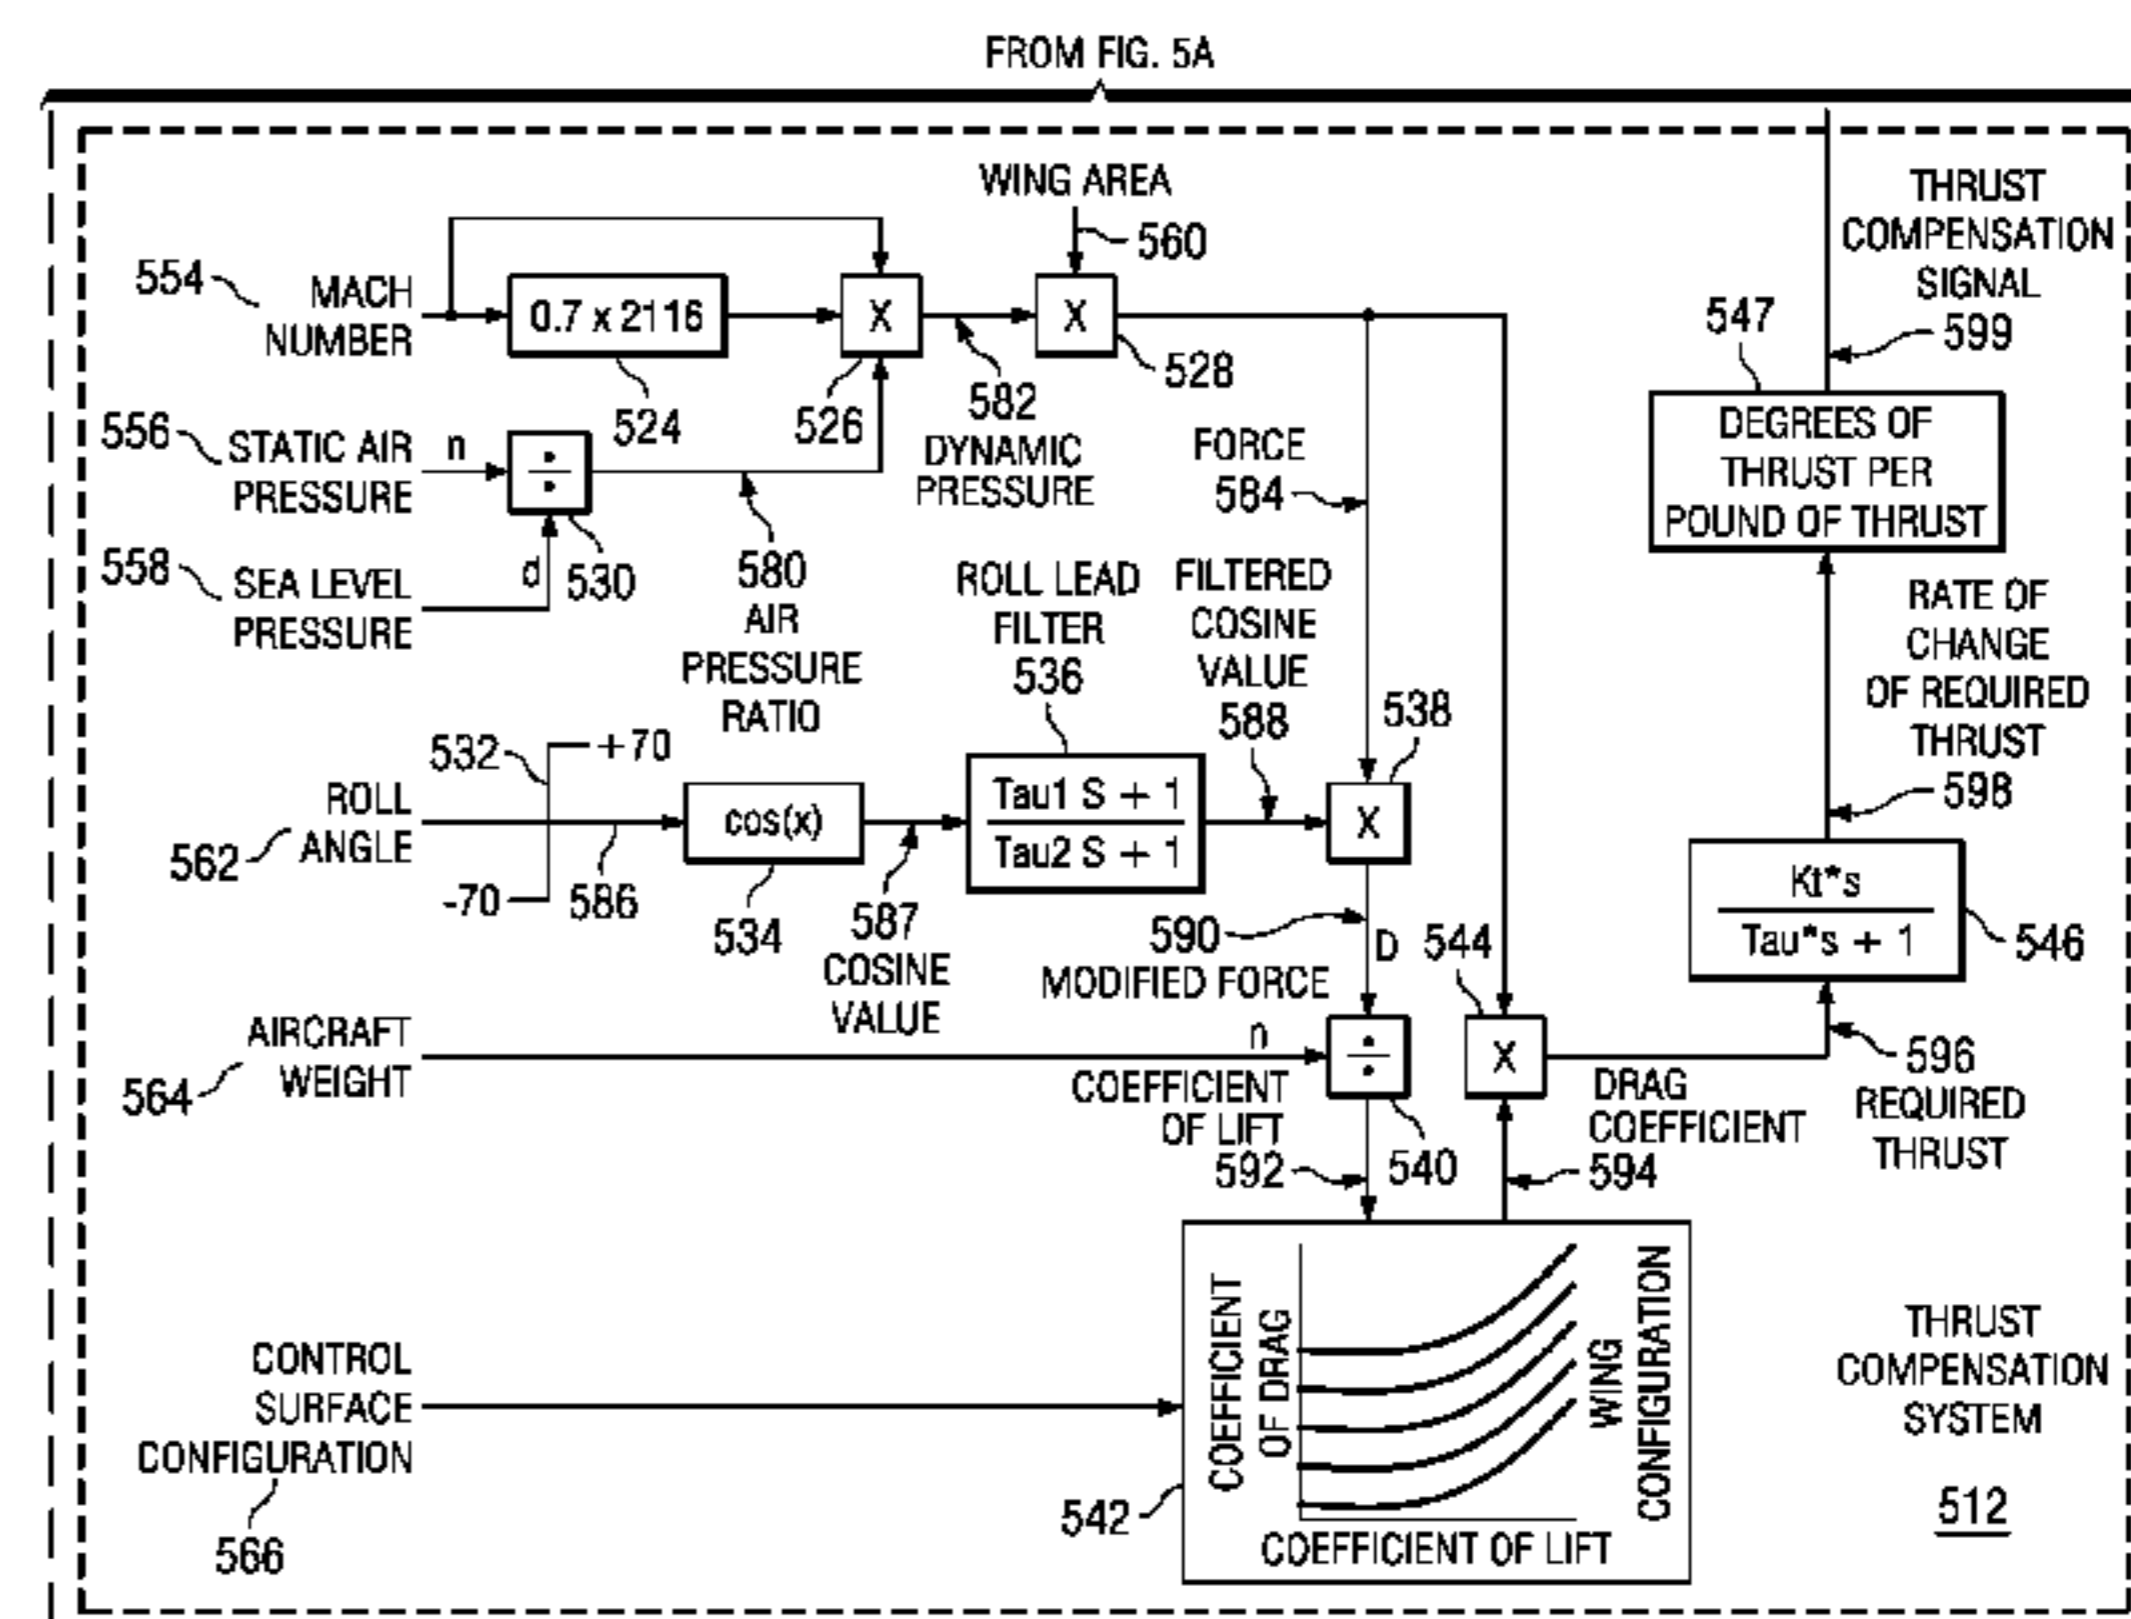 FROM FIG. 5A
WING AREA
560
554
MACH
NUMBER
0.7 x 2116
524
X
526
582
DYNAMIC
PRESSURE
X
528
THRUST
COMPENSATION
SIGNAL
599
547
DEGREES OF
THRUST PER
POUND OF THRUST
556
STATIC AIR
PRESSURE
n
÷
d
530
558
SEA LEVEL
PRESSURE
580
AIR
PRESSURE
RATIO
FORCE
584
ROLL LEAD
FILTER
536
FILTERED
COSINE
VALUE
588
538
RATE OF
CHANGE
OF REQUIRED
THRUST
598
532
+70
-70
ROLL
ANGLE
562
586
cos(x)
534
587
COSINE
VALUE
Tau1 S + 1
Tau2 S + 1
X
590
MODIFIED FORCE
D
544
Kt*s
Tau*s + 1
546
AIRCRAFT
WEIGHT
564
n
÷
540
COEFFICIENT
OF LIFT
592
X
DRAG
COEFFICIENT
594
596
REQUIRED
THRUST
CONTROL
SURFACE
CONFIGURATION
566
542
COEFFICIENT
OF DRAG
WING
CONFIGURATION
COEFFICIENT OF LIFT
THRUST
COMPENSATION
SYSTEM
512